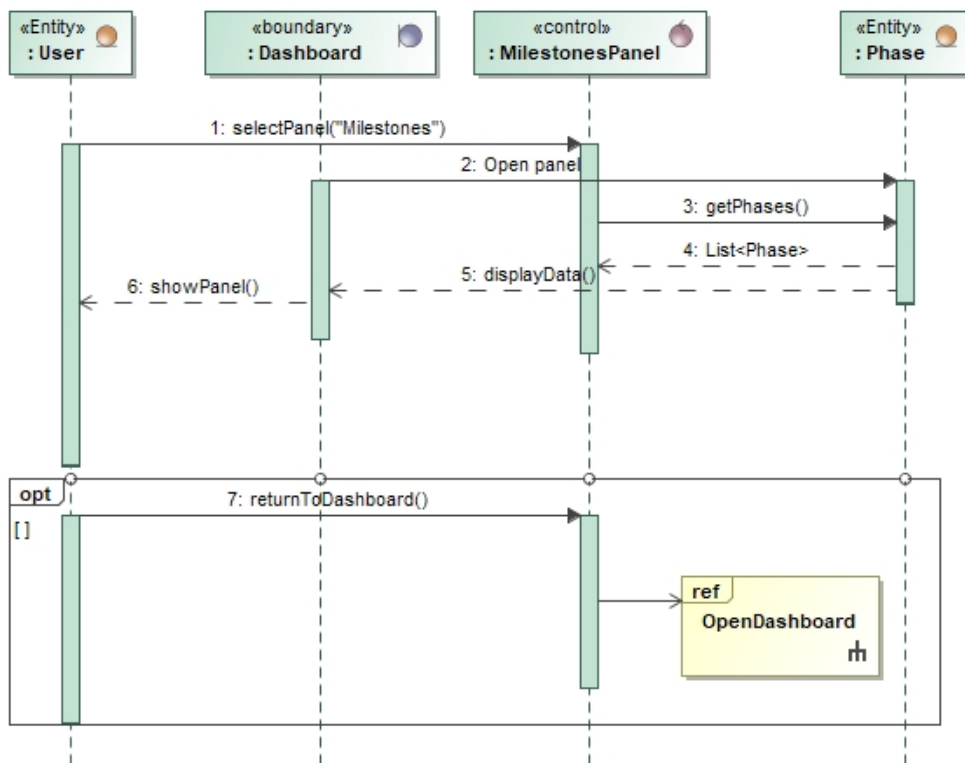 «Entity»
: User
«boundary»
: Dashboard
«control»
: MilestonesPanel
«Entity»
: Phase
1: selectPanel("Milestones")
2: Open panel
3: getPhases()
4: List<Phase>
5: displayData()
6: showPanel()
opt
7: returnToDashboard()
[ ]
ref
OpenDashboard